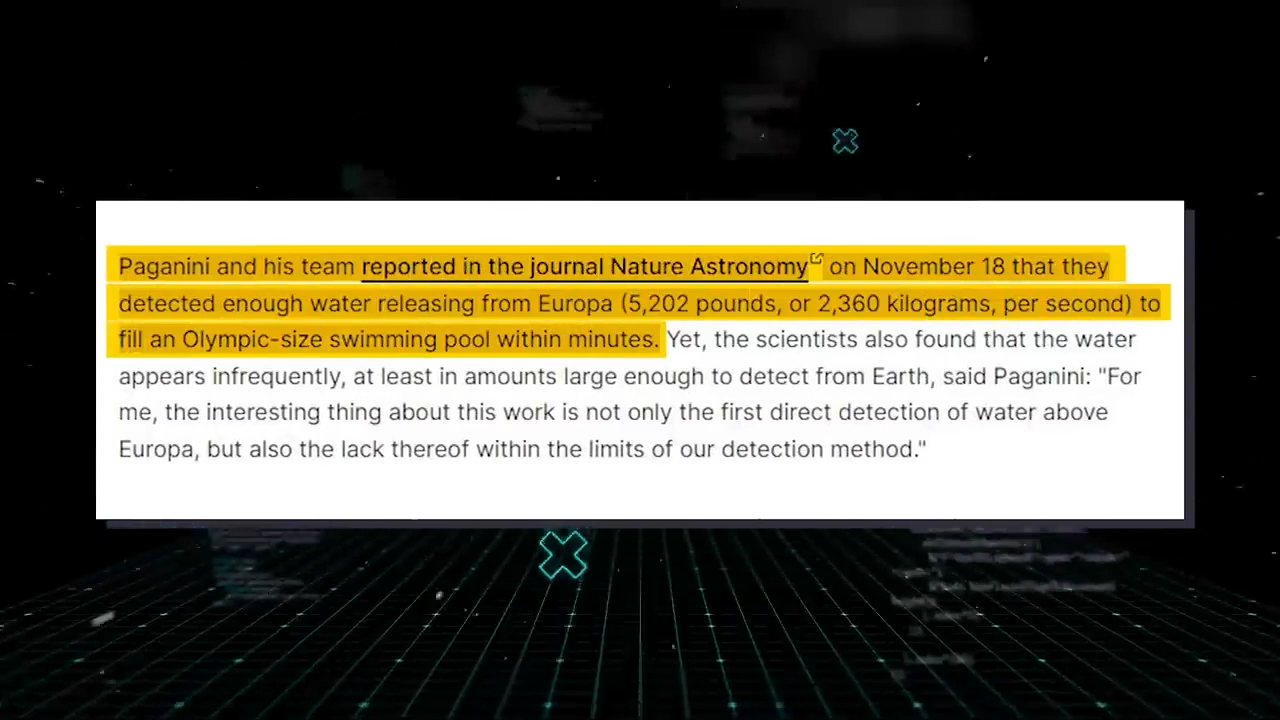 Paganini and his team reported in the journal Nature Astronomy on November 18 that they
detected enough water releasing from Europa (5,202 pounds, or 2,360 kilograms, per second) to
fill an Olympic-size swimming pool within minutes. Yet, the scientists also found that the water
appears infrequently, at least in amounts large enough to detect from Earth, said Paganini: "For
me, the interesting thing about this work is not only the first direct detection of water above
Europa, but also the lack thereof within the limits of our detection method."